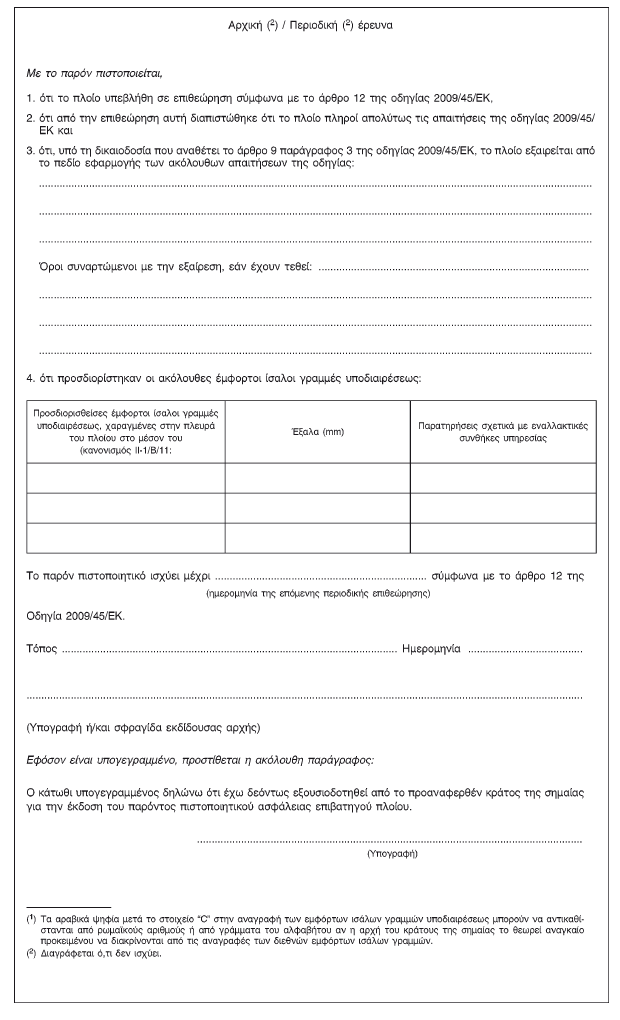 Αρχική (2) / Περιοδική (2) έρευνα
Με το παρόν πιστοποιείται,
1. ότι το πλοίο υπεβλήθη σε επιθεώρηση σύμφωνα με το άρθρο 12 της οδηγίας 2009/45/ΕΚ,
2. ότι από την επιθεώρηση αυτή διαπιστώθηκε ότι το πλοίο πληροί απολύτως τις απαιτήσεις της οδηγίας 2009/45/
ΕΚ και
3. ότι, υπό τη δικαιοδοσία που αναθέτει το άρθρο 9 παράγραφος 3 της οδηγίας 2009/45/ΕΚ, το πλοίο εξαιρείται από
το πεδίο εφαρμογής των ακόλουθων απαιτήσεων της οδηγίας:
Όροι συναρτώμενοι με την εξαίρεση, εάν έχουν τεθεί:
4. ότι προσδιορίστηκαν οι ακόλουθες έμφορτοι ίσαλοι γραμμές υποδιαιρέσεως:
Προσδιορισθείσες έμφορτοι ίσαλοι γραμμές
υποδιαιρέσεως, χαραγμένες στην πλευρά
του πλοίου στο μέσον του
(κανονισμός II-1/B/11:
Έξαλα (mm)
Παρατηρήσεις σχετικά με εναλλακτικές
συνθήκες υπηρεσίας
Το παρόν πιστοποιητικό ισχύει μέχρι ........ σύμφωνα με το άρθρο 12 της
(ημερομηνία της επόμενης περιοδικής επιθεώρησης)
Οδηγία 2009/45/ΕΚ.
Τόπος ........ Ημερομηνία ........
(Υπογραφή ή/και σφραγίδα εκδίδουσας αρχής)
Εφόσον είναι υπογεγραμμένο, προστίθεται η ακόλουθη παράγραφος:
Ο κάτωθι υπογεγραμμένος δηλώνω ότι έχω δεόντως εξουσιοδοτηθεί από το προαναφερθέν κράτος της σημαίας
για την έκδοση του παρόντος πιστοποιητικού ασφάλειας επιβατηγού πλοίου.
(Υπογραφή)
(1) Τα αραβικά ψηφία μετά το στοιχείο “C” στην αναγραφή των εμφόρτων ισάλων γραμμών υποδιαιρέσεως μπορούν να αντικαθί-
στανται από ρωμαϊκούς αριθμούς ή από γράμματα του αλφαβήτου αν η αρχή του κράτους της σημαίας το θεωρεί αναγκαίο
προκειμένου να διακρίνονται από τις αναγραφές των διεθνών εμφόρτων ισάλων γραμμών.
(2) Διαγράφεται ό,τι δεν ισχύει.